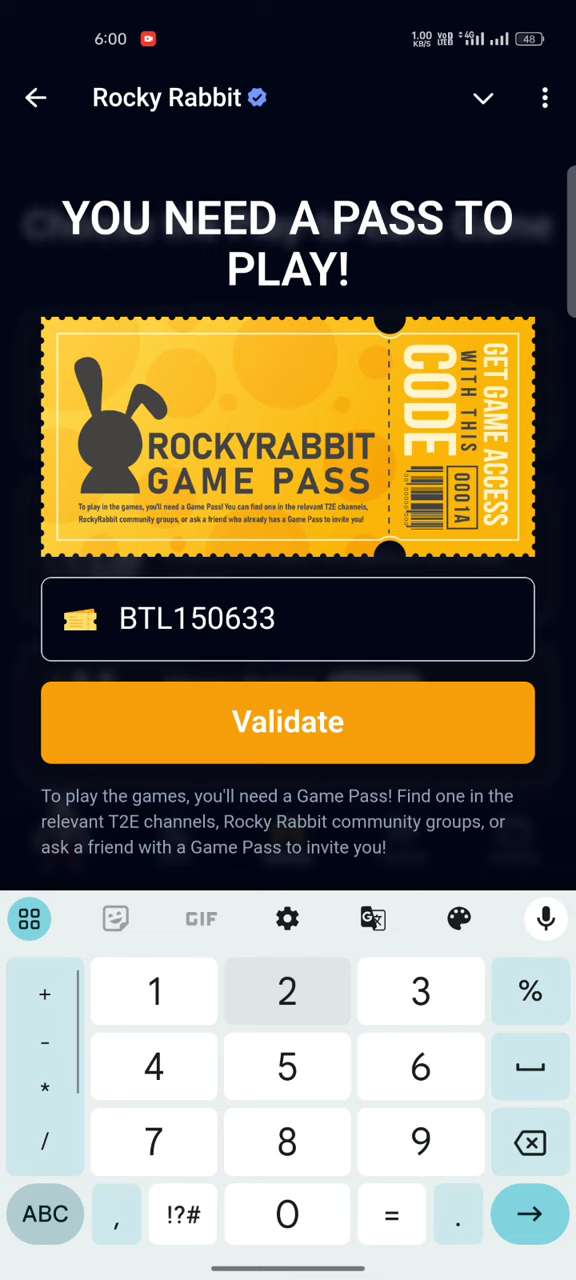 6:00
1.00 KB/S
VoD LTE
4G
48
Rocky Rabbit
YOU NEED A PASS TO
PLAY!
ROCKYRABBIT
GAME PASS
To play in the games, you'll need a Game Pass! You can find one in the relevant T2E channels,
RockyRabbit community groups, or ask a friend who already has a Game Pass to invite you!
GET GAME ACCESS
WITH THIS
CODE
0001A
BTL150633
Validate
To play the games, you'll need a Game Pass! Find one in the
relevant T2E channels, Rocky Rabbit community groups, or
ask a friend with a Game Pass to invite you!
GIF
+ 1 2 3 %
-
4 5 6
*
/ 7 8 9
ABC , !?# 0 = .